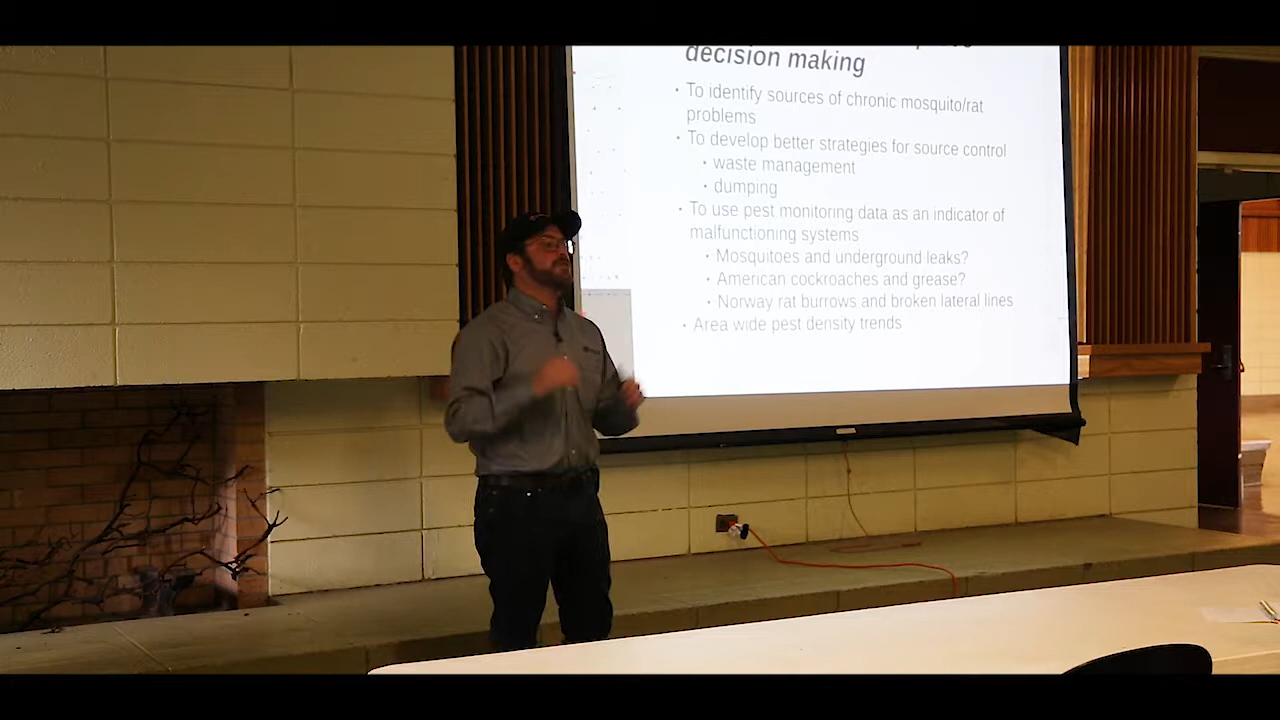 decision making
• To identify sources of chronic mosquito/rat
problems
• To develop better strategies for source control
• waste management
• dumping
• To use pest monitoring data as an indicator of
malfunctioning systems
• Mosquitoes and underground leaks?
• American cockroaches and grease?
• Norway rat burrows and broken lateral lines
• Area wide pest density trends